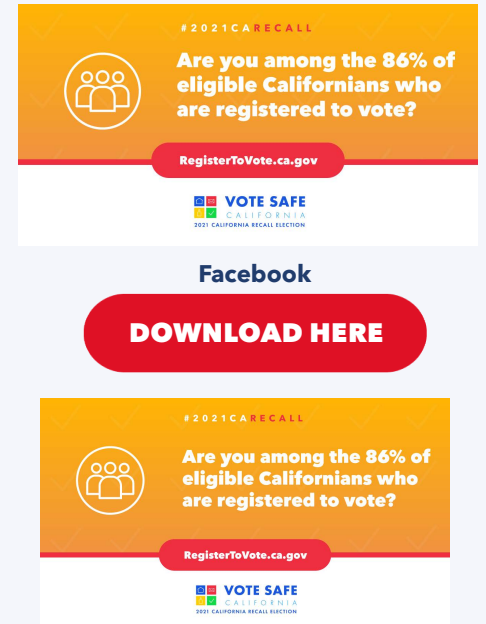 #2021CARECALL
Are you among the 86% of
eligible Californians who
are registered to vote?
RegisterToVote.ca.gov
VOTE SAFE
CALIFORNIA
2021 CALIFORNIA RECALL ELECTION
Facebook
DOWNLOAD HERE
#2021CARECALL
Are you among the 86% of
eligible Californians who
are registered to vote?
RegisterToVote.ca.gov
VOTE SAFE
CALIFORNIA
2021 CALIFORNIA RECALL ELECTION